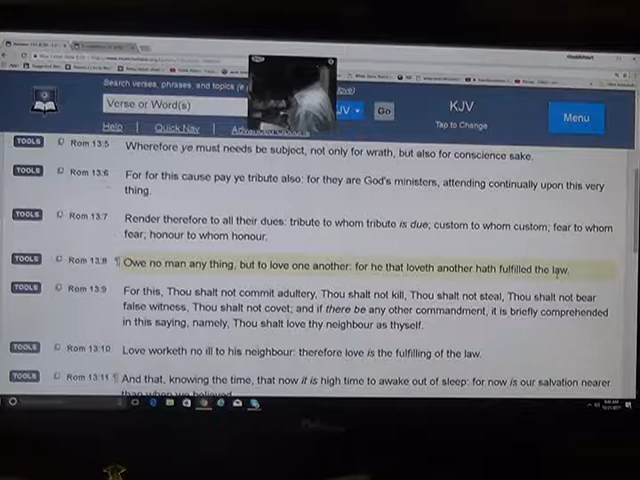 Search verses, phrases, and topics
Verse or Word(s)
Go
KJV
Tap to Change
Menu
Help
Quick Nav
TOOLS Rom 13:5 Wherefore ye must needs be subject, not only for wrath, but also for conscience sake.
TOOLS Rom 13:6 For for this cause pay ye tribute also: for they are God's ministers, attending continually upon this very
thing.
TOOLS Rom 13:7 Render therefore to all their dues: tribute to whom tribute is due; custom to whom custom; fear to whom
fear; honour to whom honour.
TOOLS Rom 13:8 ¶ Owe no man any thing, but to love one another: for he that loveth another hath fulfilled the law.
TOOLS Rom 13:9 For this, Thou shalt not commit adultery, Thou shalt not kill, Thou shalt not steal, Thou shalt not bear
false witness, Thou shalt not covet; and if there be any other commandment, it is briefly comprehended
in this saying, namely, Thou shalt love thy neighbour as thyself.
TOOLS Rom 13:10 Love worketh no ill to his neighbour: therefore love is the fulfilling of the law.
TOOLS Rom 13:11 ¶ And that, knowing the time, that now it is high time to awake out of sleep: for now is our salvation nearer
than when we believed.